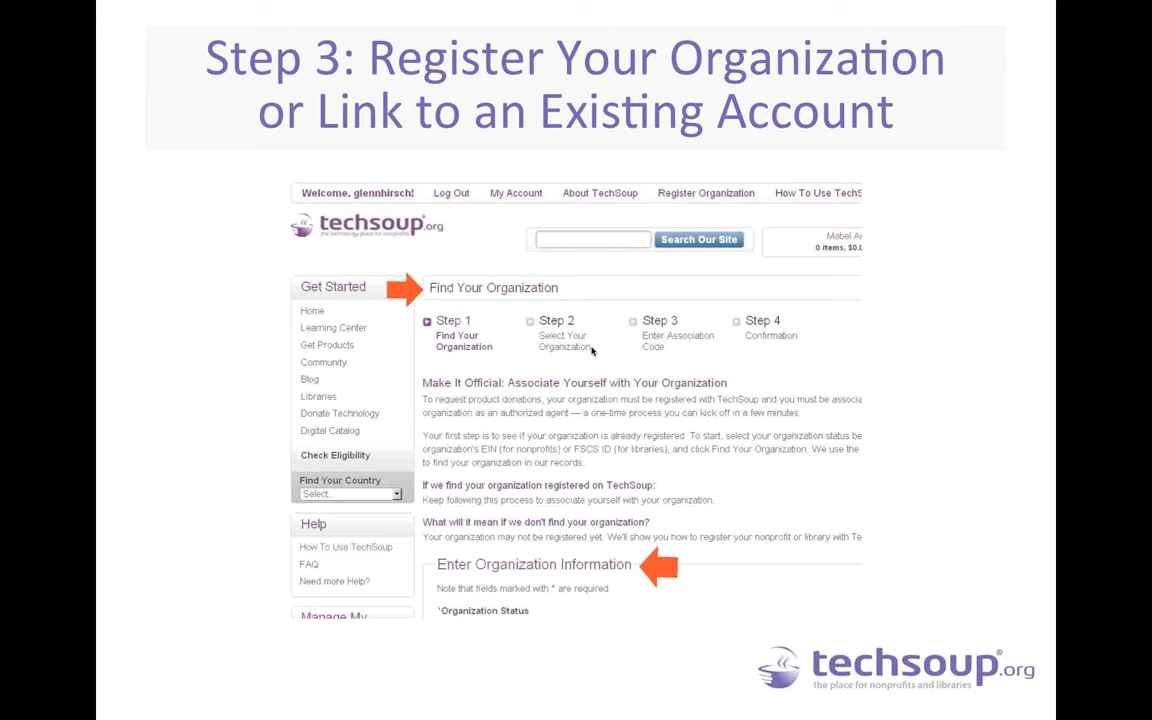 Step 3: Register Your Organization
or Link to an Existing Account
Welcome, glennhirsch! Log Out My Account About TechSoup Register Organization How To Use TechS
techsoup.org
the technology place for nonprofits
Search Our Site
Mabel Ar
0 items, $0.0
Get Started
Home
Learning Center
Get Products
Community
Blog
Libraries
Donate Technology
Digital Catalog
Check Eligibility
Find Your Country
Select...
Help
How To Use TechSoup
FAQ
Need more Help?
Manage My
Find Your Organization
Step 1 Step 2 Step 3 Step 4
Find Your Select Your Enter Association Confirmation
Organization Organization Code
Make It Official: Associate Yourself with Your Organization
To request product donations, your organization must be registered with TechSoup and you must be associa
organization as an authorized agent — a one-time process you can kick off in a few minutes.
Your first step is to see if your organization is already registered. To start, select your organization status be
organization's EIN (for nonprofits) or FSCS ID (for libraries), and click Find Your Organization. We use the
to find your organization in our records.
If we find your organization registered on TechSoup:
Keep following this process to associate yourself with your organization.
What will it mean if we don't find your organization?
Your organization may not be registered yet. We'll show you how to register your nonprofit or library with Te
Enter Organization Information
Note that fields marked with * are required
*Organization Status
techsoup®.org
the place for nonprofits and libraries